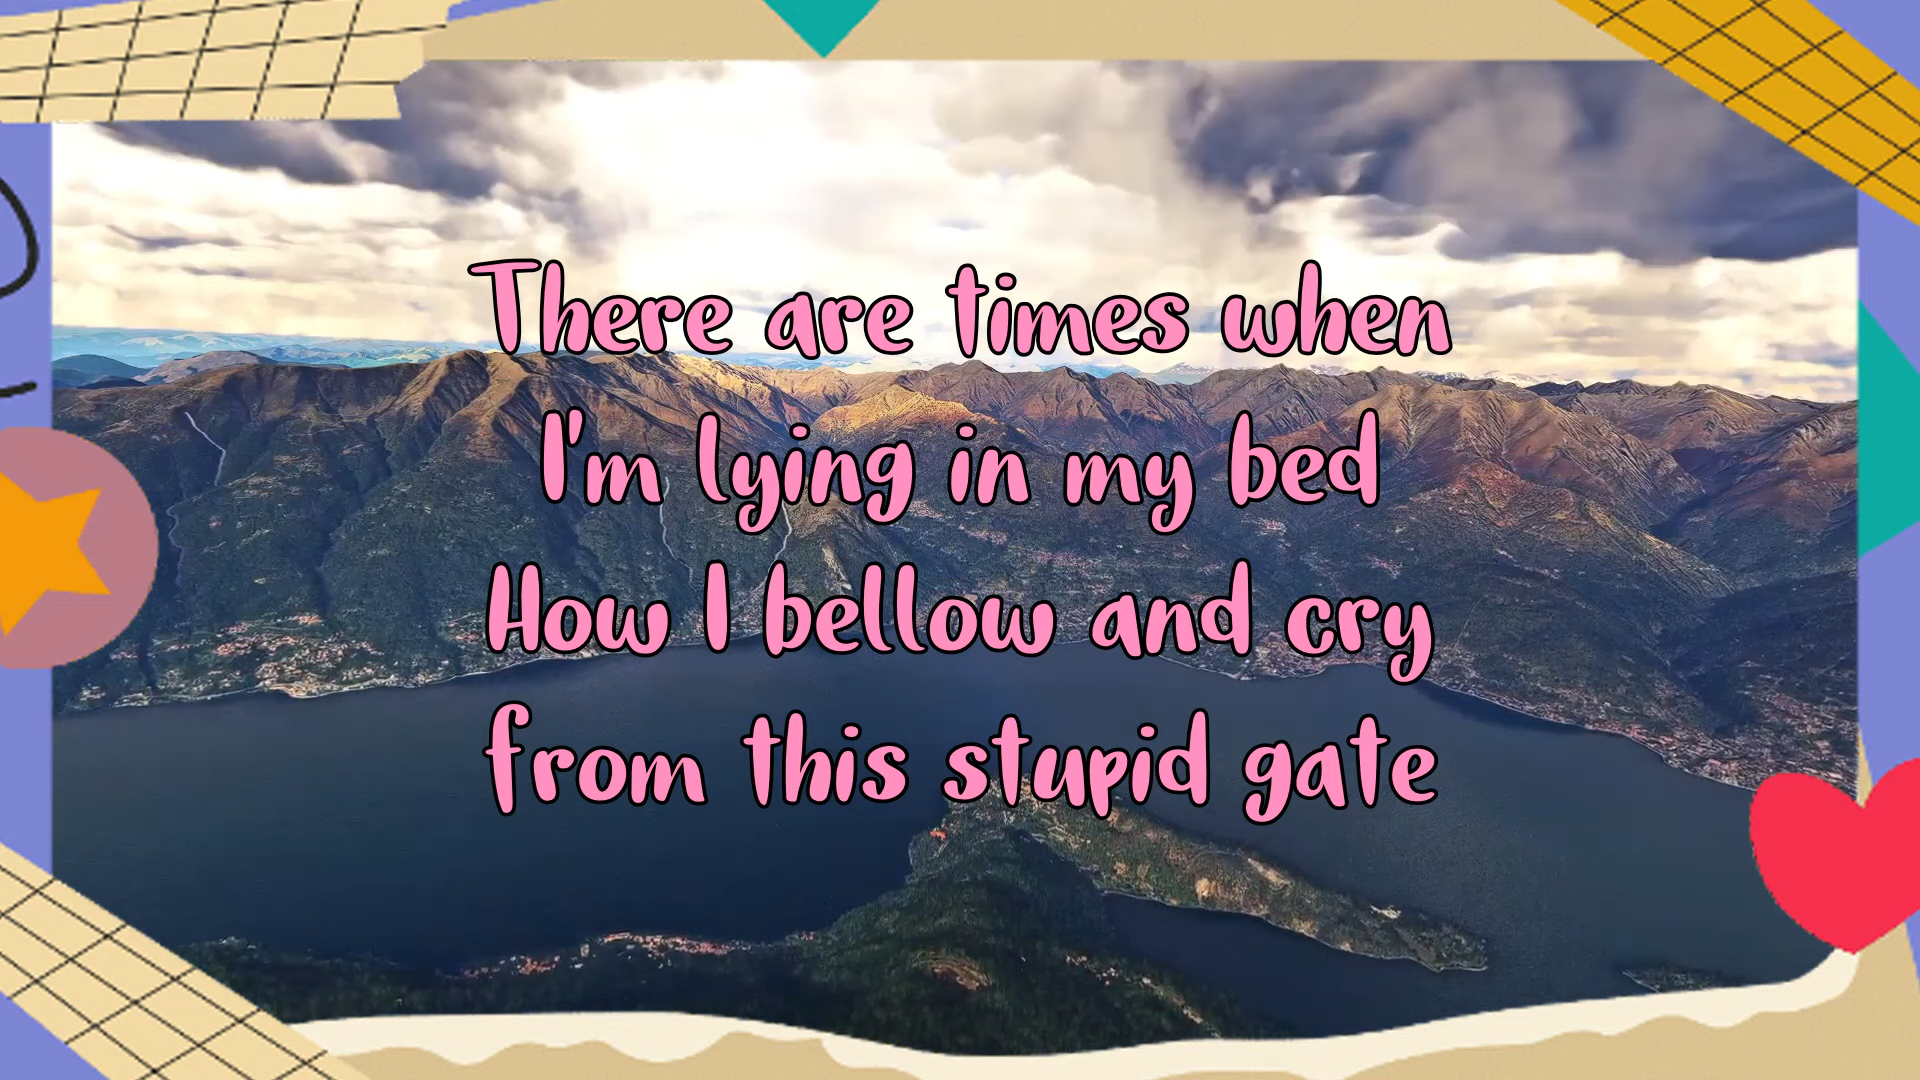 There are times when
I'm lying in my bed
How I bellow and cry
from this stupid gate